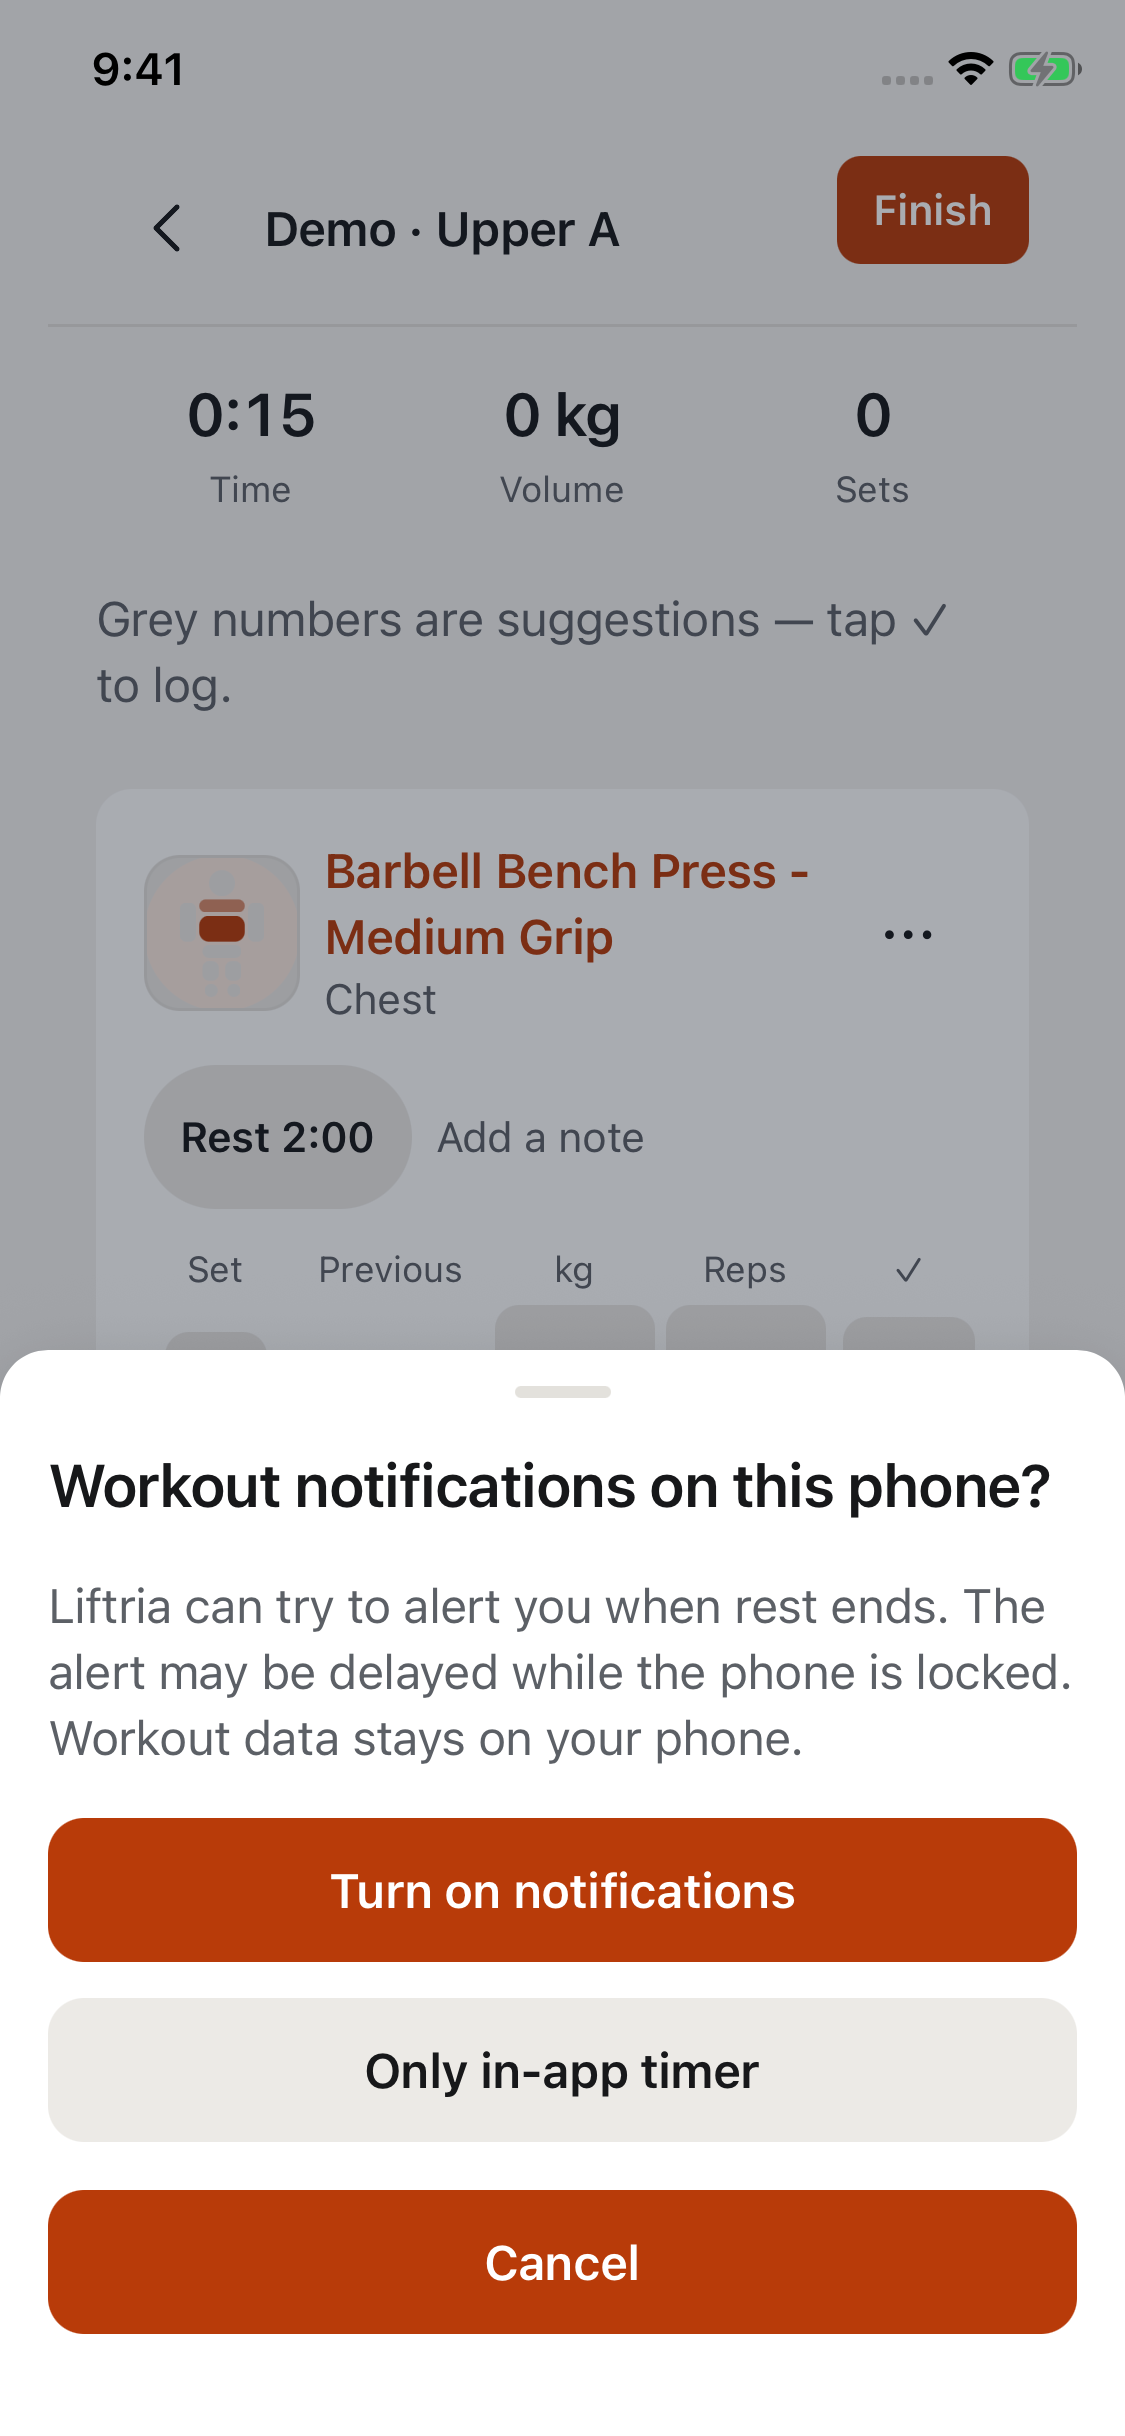 9:41
Demo · Upper A
Finish
0:15
0 kg
0
Time
Volume
Sets
Grey numbers are suggestions — tap ✓
to log.
Barbell Bench Press -
Medium Grip
Chest
Rest 2:00
Add a note
Set
Previous
kg
Reps
✓
Workout notifications on this phone?
Liftria can try to alert you when rest ends. The
alert may be delayed while the phone is locked.
Workout data stays on your phone.
Turn on notifications
Only in-app timer
Cancel